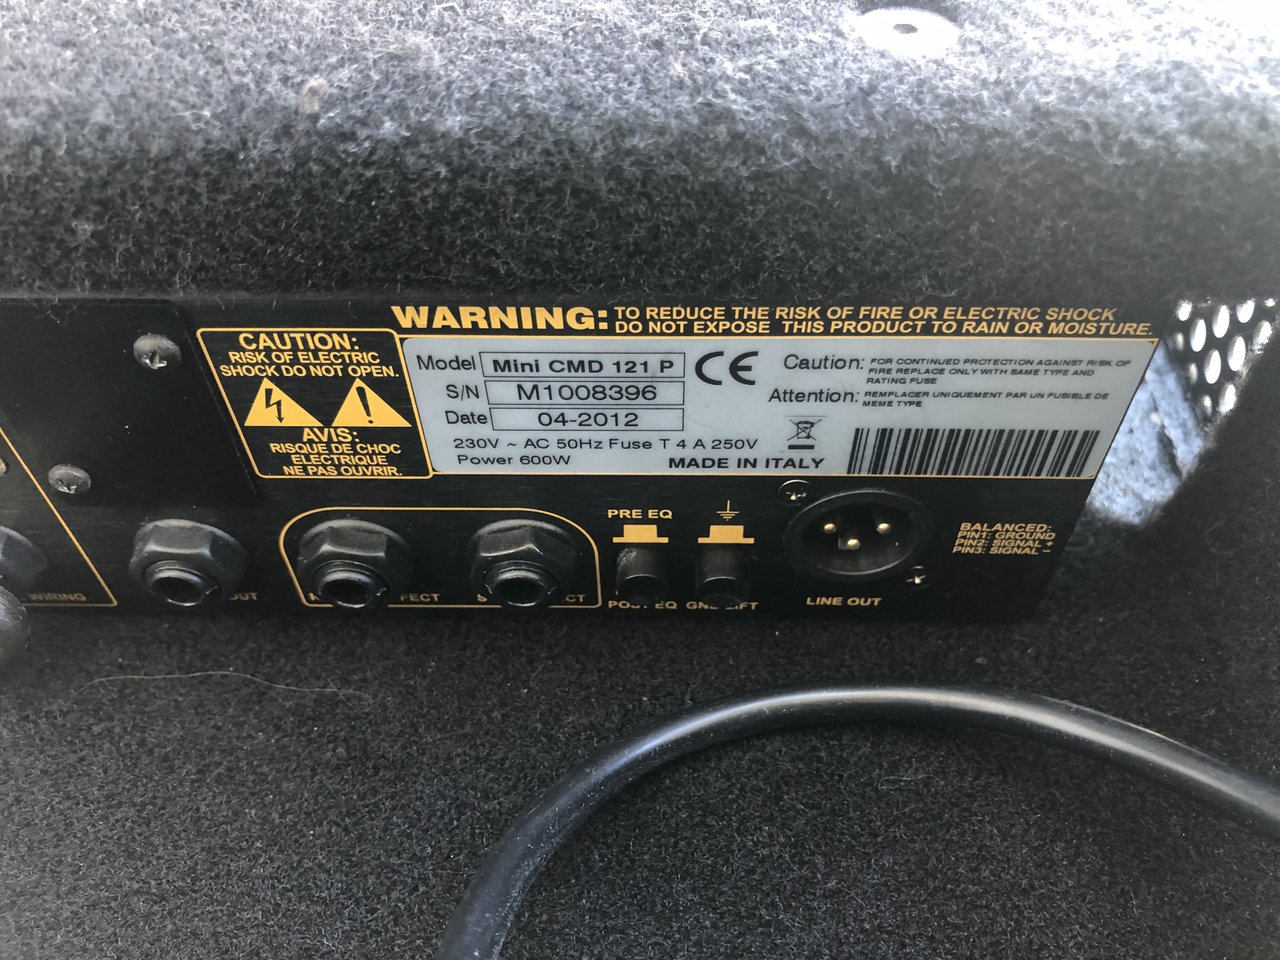 WARNING: TO REDUCE THE RISK OF FIRE OR ELECTRIC SHOCK
DO NOT EXPOSE THIS PRODUCT TO RAIN OR MOISTURE.
CAUTION:
RISK OF ELECTRIC
SHOCK DO NOT OPEN.
AVIS:
RISQUE DE CHOC
ELECTRIQUE
NE PAS OUVRIR.
Model Mini CMD 121 P
S/N M1008396
Date 04-2012
230V ~ AC 50Hz Fuse T 4 A 250V
Power 600W
MADE IN ITALY
CE
Caution: FOR CONTINUED PROTECTION AGAINST RISK OF
FIRE REPLACE ONLY WITH SAME TYPE AND
RATING FUSE
Attention: REMPLACER UNIQUEMENT PAR UN FUSIBLE DE
MEME TYPE
WIRING
PRE EQ
POST EQ
GND LIFT
LINE OUT
BALANCED:
PIN1: GROUND
PIN2: SIGNAL +
PIN3: SIGNAL -